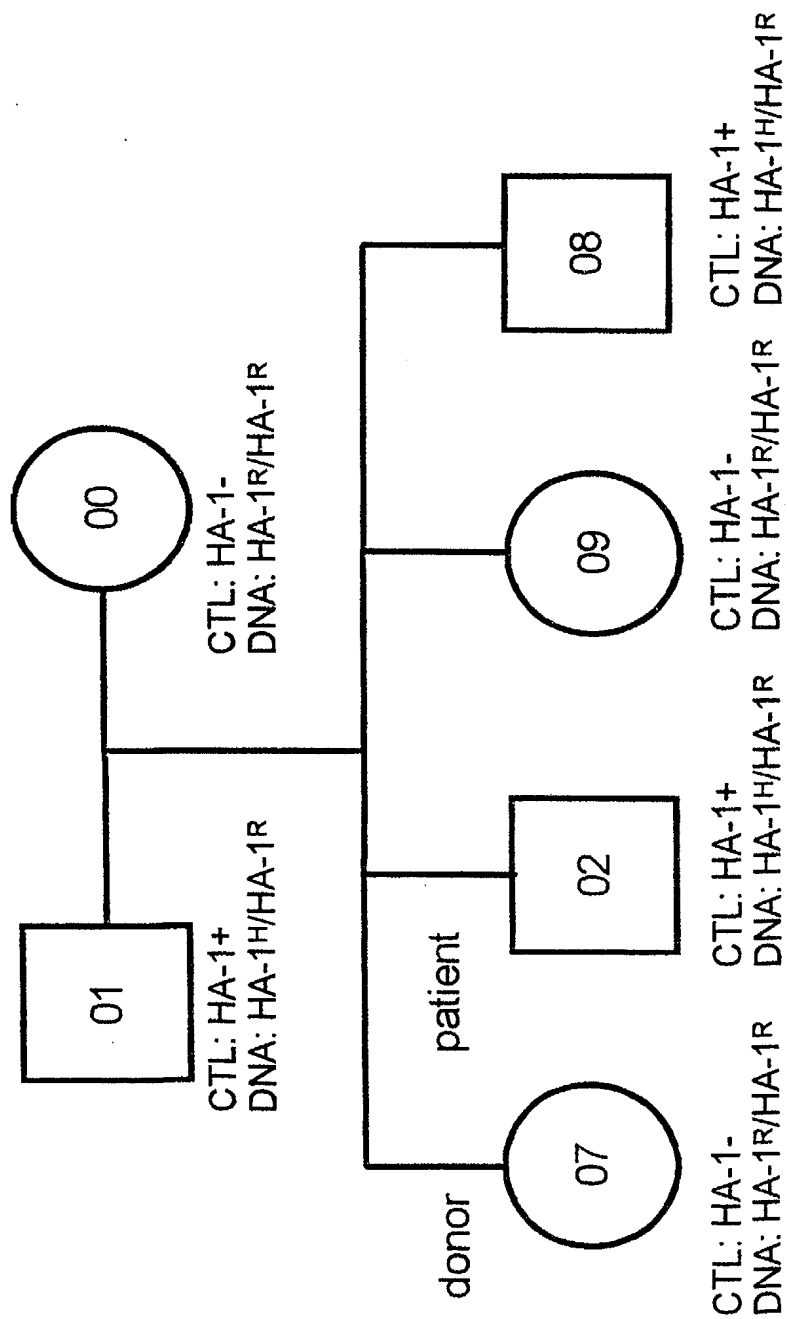 01
00
CTL: HA-1+
DNA: HA-1ᴴ/HA-1ᴿ
CTL: HA-1-
DNA: HA-1ᴿ/HA-1ᴿ
donor
patient
07
02
09
08
CTL: HA-1-
DNA: HA-1ᴿ/HA-1ᴿ
CTL: HA-1+
DNA: HA-1ᴴ/HA-1ᴿ
CTL: HA-1-
DNA: HA-1ᴿ/HA-1ᴿ
CTL: HA-1+
DNA: HA-1ᴴ/HA-1ᴿ